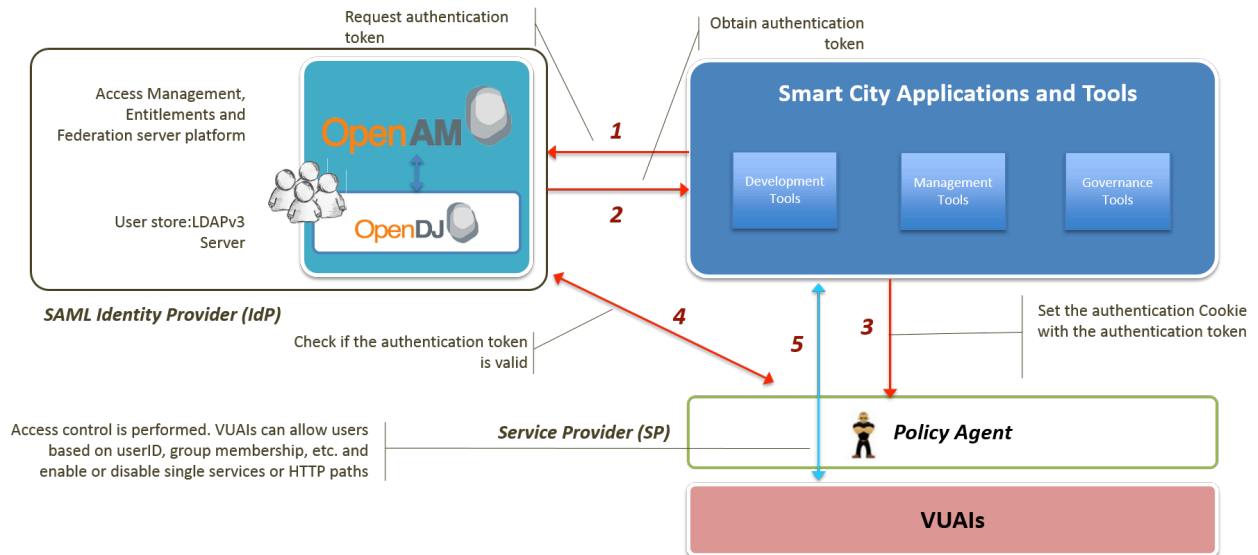 Request authentication
token
Obtain authentication
token
Access Management,
Entitlements and
Federation server platform
OpenAM
User store:LDAPv3
Server
OpenDJ
SAML Identity Provider (IdP)
1
2
Smart City Applications and Tools
Development
Tools
Management
Tools
Governance
Tools
4
5
3
Set the authentication Cookie
with the authentication token
Check if the authentication token
is valid
Access control is performed. VUAIs can allow users
based on userID, group membership, etc. and
enable or disable single services or HTTP paths
Service Provider (SP)
Policy Agent
VUAIs